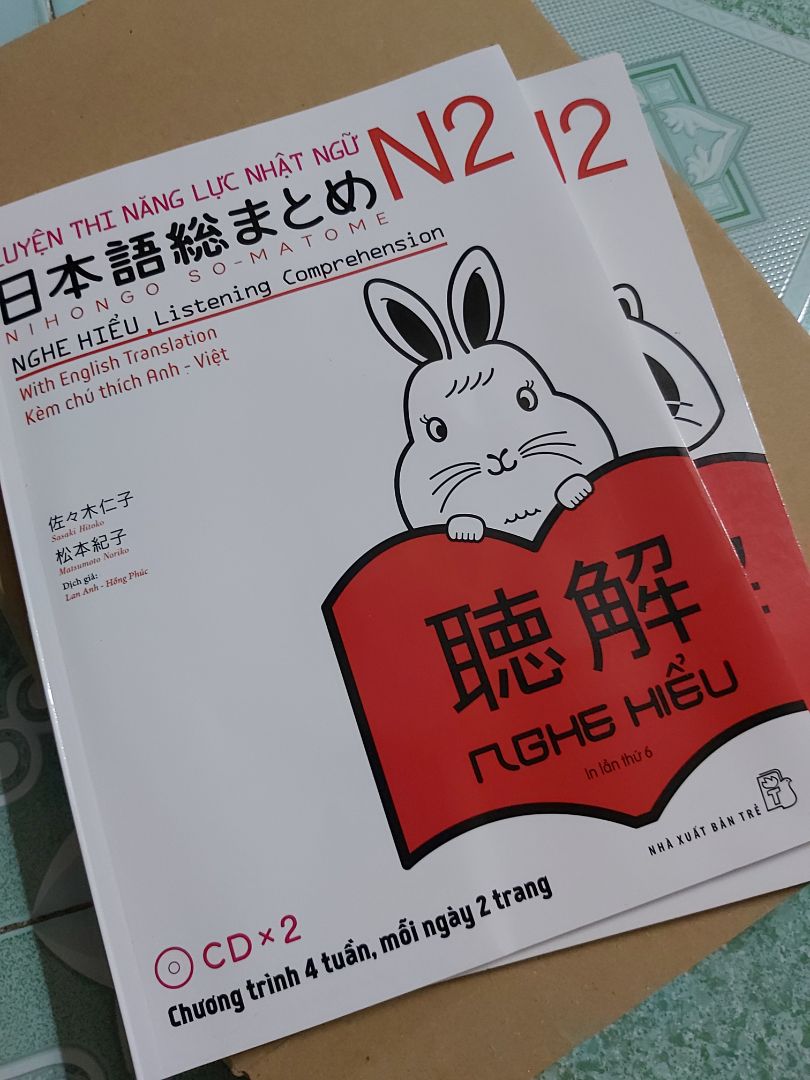 LUYỆN THI NĂNG LỰC NHẬT NGỮ
N2
日本語総まとめ
NIHONGO SO-MATOME
NGHE HIỂU Listening Comprehension
With English Translation
Kèm chú thích Anh - Việt
佐々木仁子
Sasaki Hitoko
松本紀子
Matsumoto Noriko
Dịch giả:
Lan Anh - Hồng Phúc
聴解
NGHE HIỂU
In lần thứ 6
NHÀ XUẤT BẢN TRẺ
CD×2
Chương trình 4 tuần, mỗi ngày 2 trang
N2